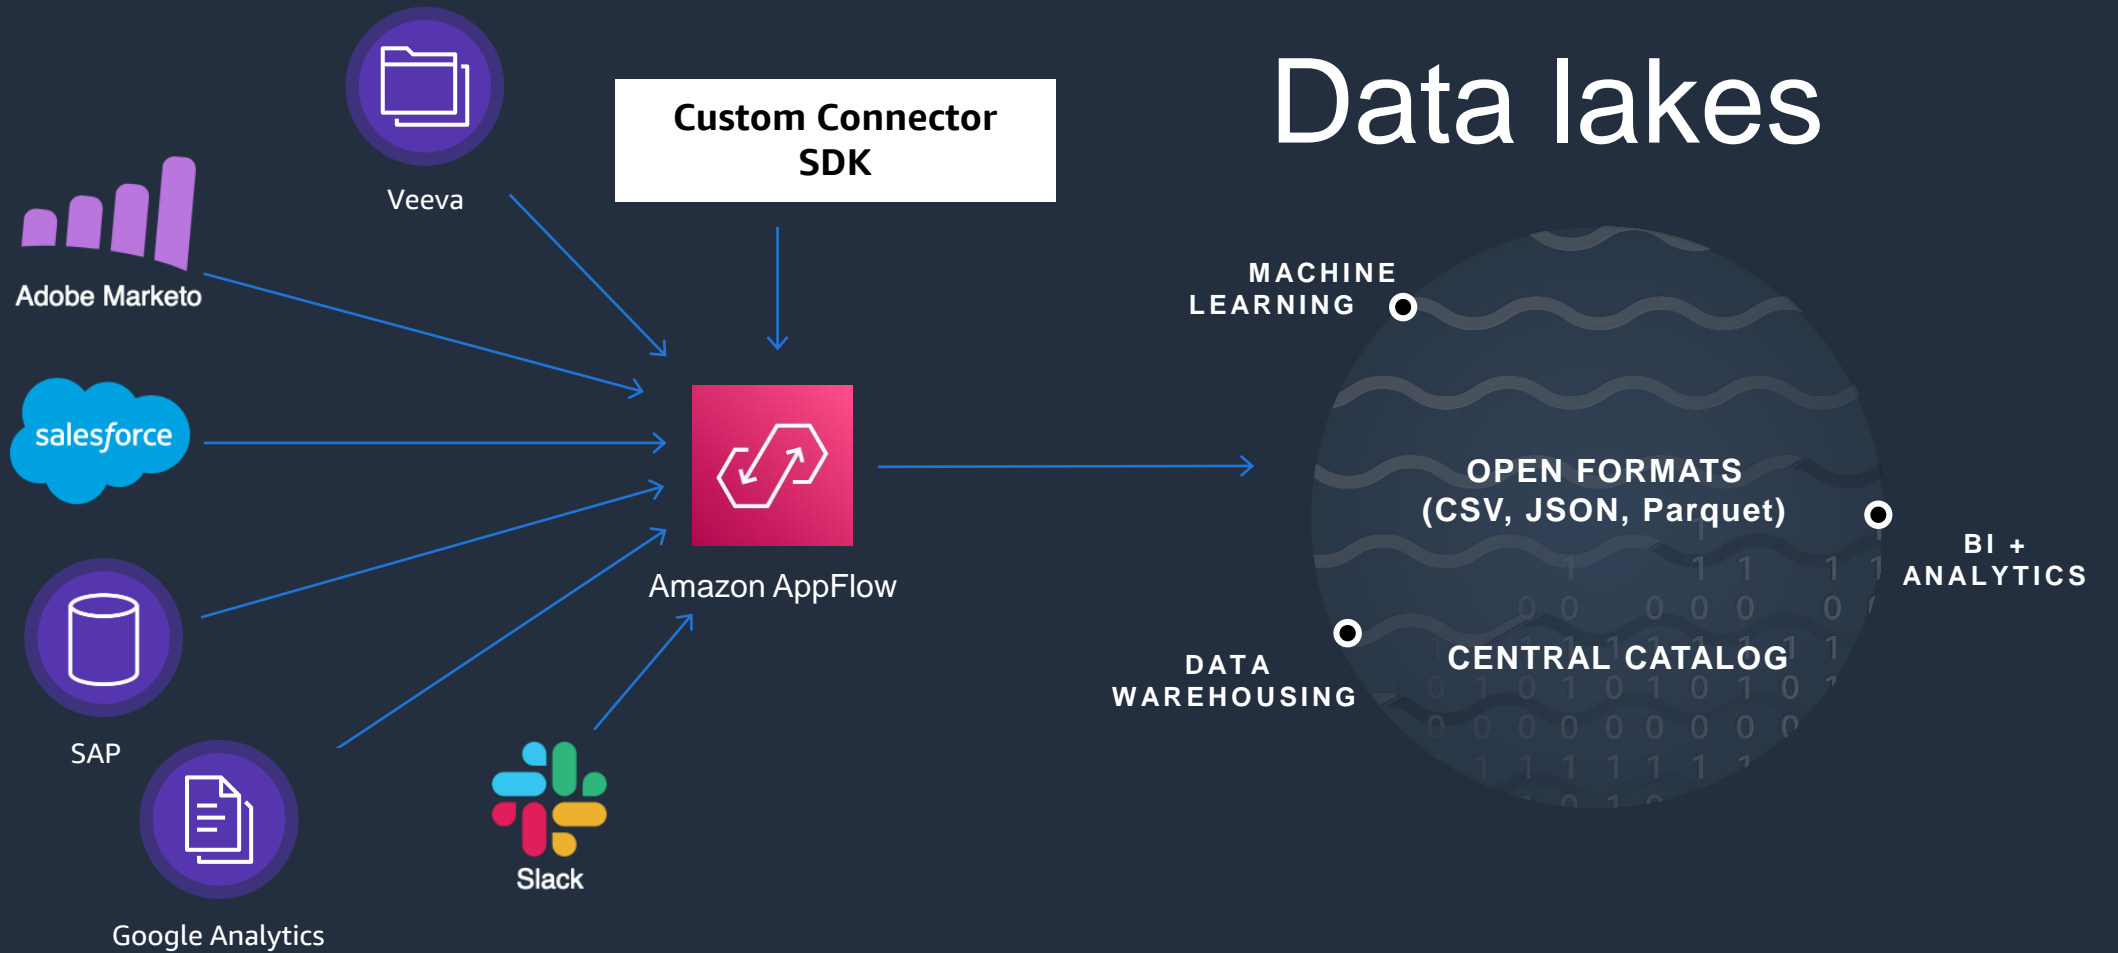 Veeva
Custom Connector
SDK
Data lakes
Adobe Marketo
salesforce
SAP
Google Analytics
Slack
Amazon AppFlow
MACHINE
LEARNING
OPEN FORMATS
(CSV, JSON, Parquet)
BI +
ANALYTICS
CENTRAL CATALOG
DATA
WAREHOUSING